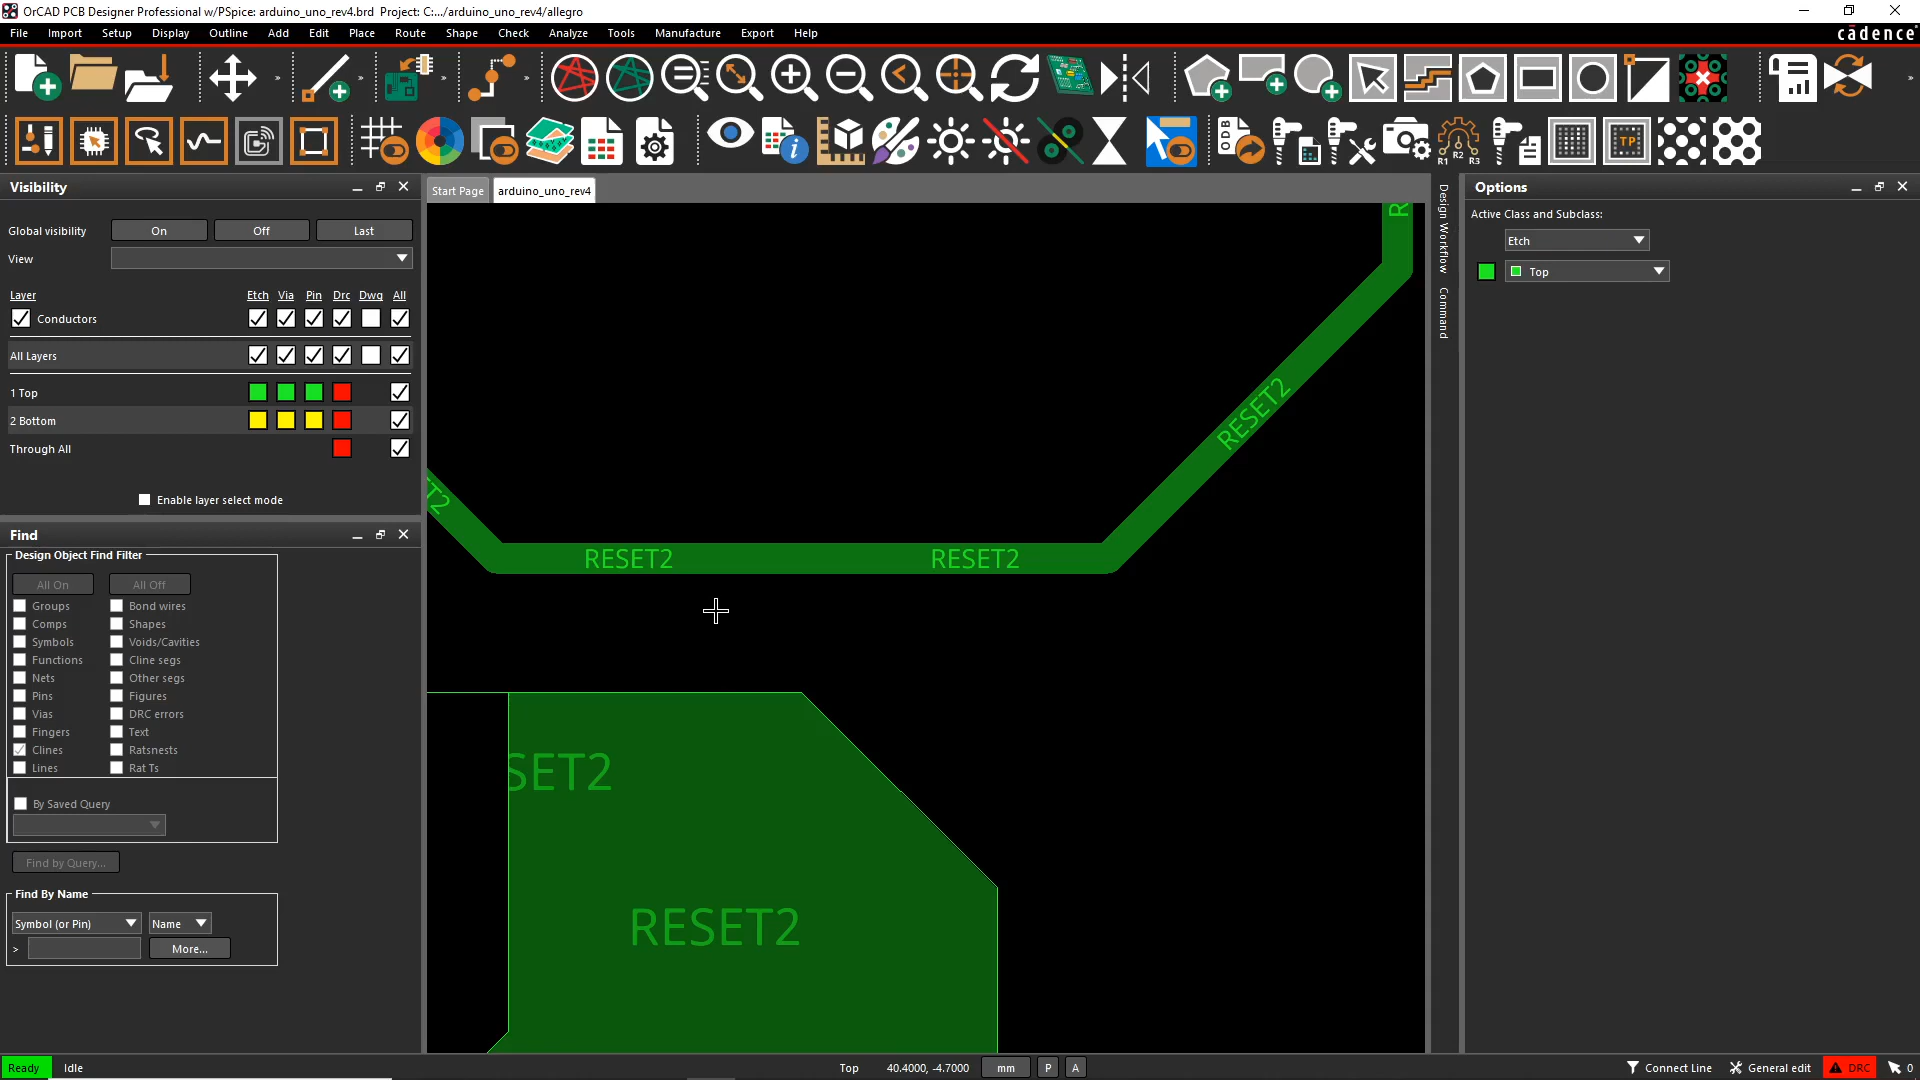 OrCAD PCB Designer Professional w/PSpice: arduino_uno_rev4.brd  Project: C:.../arduino_uno_rev4/allegro
File Import Setup Display Outline Add Edit Place Route Shape Check Analyze Tools Manufacture Export Help
cādence
ODB
R1 R2 R3
TP
Visibility
Global visibility On Off Last
View
Layer Etch Via Pin Drc Dwg All
Conductors
All Layers
1 Top
2 Bottom
Through All
Enable layer select mode
Find
Design Object Find Filter
All On All Off
Groups Bond wires
Comps Shapes
Symbols Voids/Cavities
Functions Cline segs
Nets Other segs
Pins Figures
Vias DRC errors
Fingers Text
Clines Ratsnests
Lines Rat Ts
By Saved Query
Find by Query...
Find By Name
Symbol (or Pin) Name
> More...
Start Page arduino_uno_rev4
R
RESET2
T2
RESET2 RESET2
SET2
RESET2
Design Workflow
Command
Options
Active Class and Subclass:
Etch
Top
Ready Idle Top 40.4000, -4.7000 mm P A Connect Line General edit DRC 0